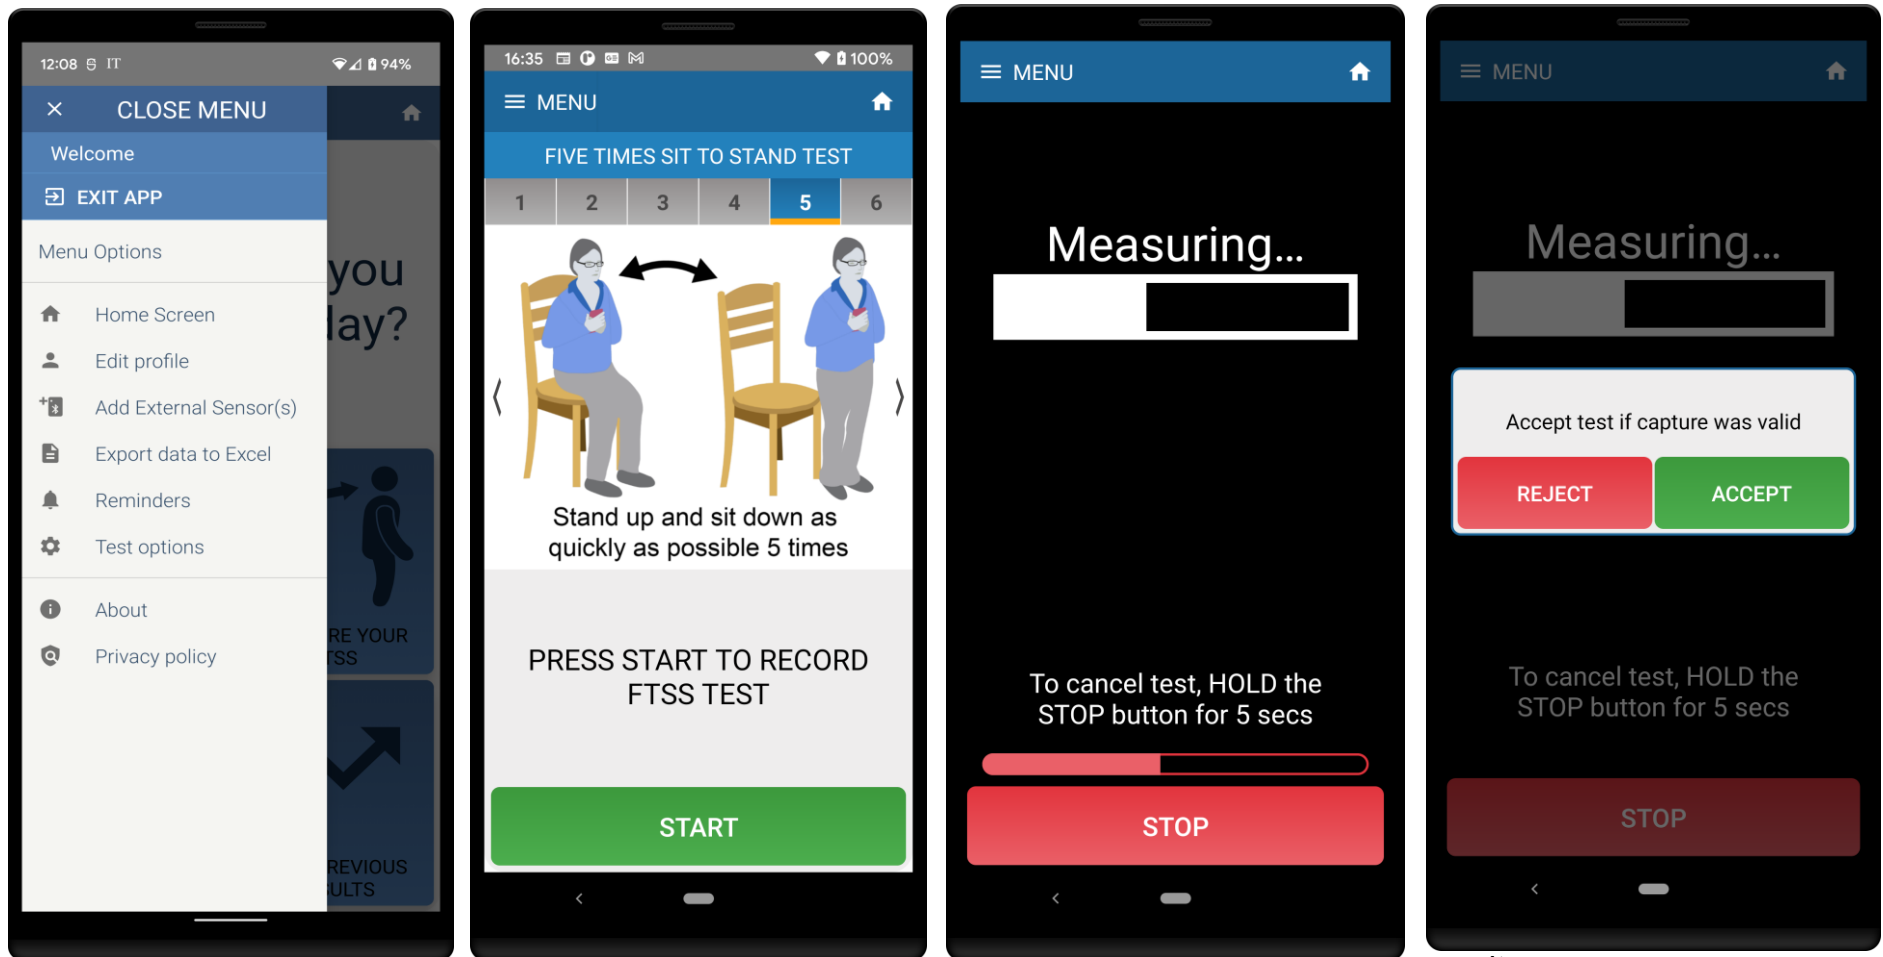 12:08 IT 94%
CLOSE MENU
Welcome
EXIT APP
Menu Options
Home Screen
Edit profile
Add External Sensor(s)
Export data to Excel
Reminders
Test options
About
Privacy policy
you
day?
RE YOUR
TSS
REVIOUS
ULTS
16:35 100%
MENU
FIVE TIMES SIT TO STAND TEST
1 2 3 4 5 6
Stand up and sit down as
quickly as possible 5 times
PRESS START TO RECORD
FTSS TEST
START
MENU
Measuring...
To cancel test, HOLD the
STOP button for 5 secs
STOP
MENU
Measuring...
Accept test if capture was valid
REJECT ACCEPT
To cancel test, HOLD the
STOP button for 5 secs
STOP